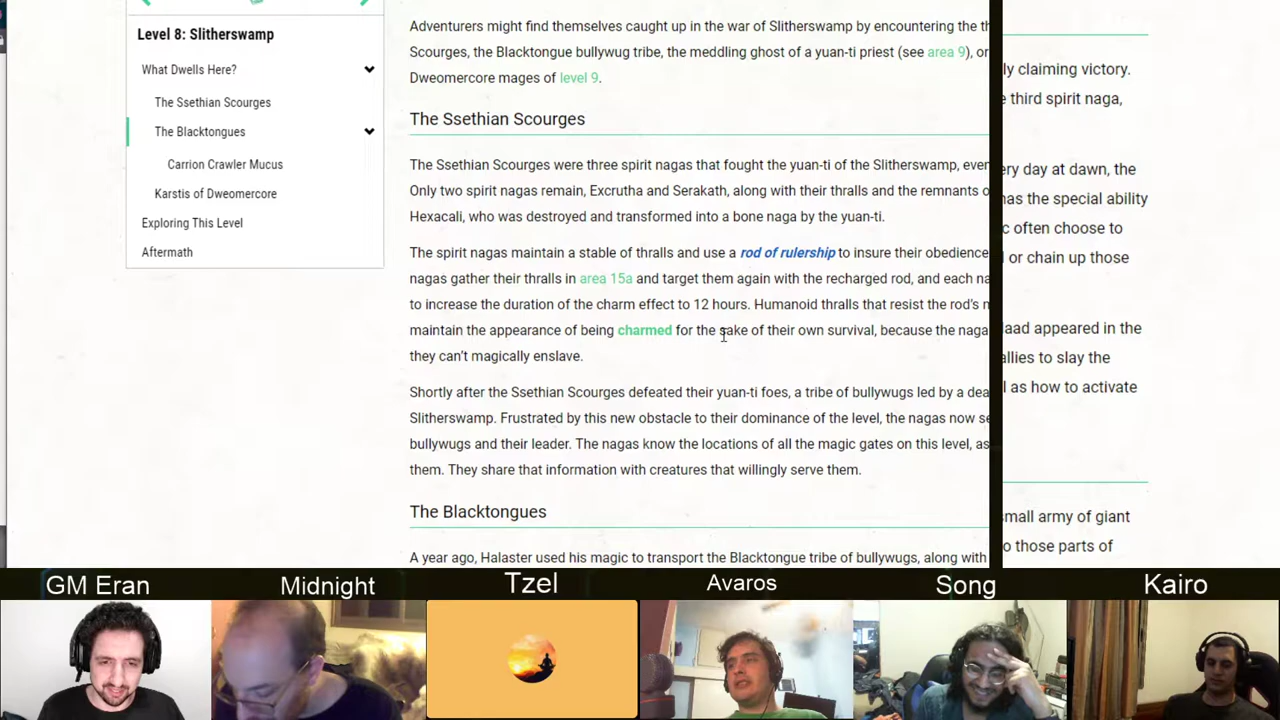 Level 8: Slitherswamp
What Dwells Here?
The Ssethian Scourges
The Blacktongues
Carrion Crawler Mucus
Karstis of Dweomercore
Exploring This Level
Aftermath
Adventurers might find themselves caught up in the war of Slitherswamp by encountering the
Scourges, the Blacktongue bullywug tribe, the meddling ghost of a yuan-ti priest (see area 9), or
Dweomercore mages of level 9.
The Ssethian Scourges
The Ssethian Scourges were three spirit nagas that fought the yuan-ti of the Slitherswamp,
Only two spirit nagas remain, Excrutha and Serakath, along with their thralls and the remnants
Hexacali, who was destroyed and transformed into a bone naga by the yuan-ti.
The spirit nagas maintain a stable of thralls and use a rod of rulership to insure their obedience
nagas gather their thralls in area 15a and target them again with the recharged rod, and each
to increase the duration of the charm effect to 12 hours. Humanoid thralls that resist the rod's
maintain the appearance of being charmed for the sake of their own survival, because the
they can't magically enslave.
Shortly after the Ssethian Scourges defeated their yuan-ti foes, a tribe of bullywugs led by a
Slitherswamp. Frustrated by this new obstacle to their dominance of the level, the nagas now
bullywugs and their leader. The nagas know the locations of all the magic gates on this level, as
them. They share that information with creatures that willingly serve them.
The Blacktongues
A year ago, Halaster used his magic to transport the Blacktongue tribe of bullywugs, along with
ly claiming victory.
third spirit naga,
ery day at dawn, the
has the special ability
often choose to
or chain up those
aad appeared in the
allies to slay the
as how to activate
small army of giant
o those parts of
GM Eran
Midnight
Tzel
Avaros
Song
Kairo